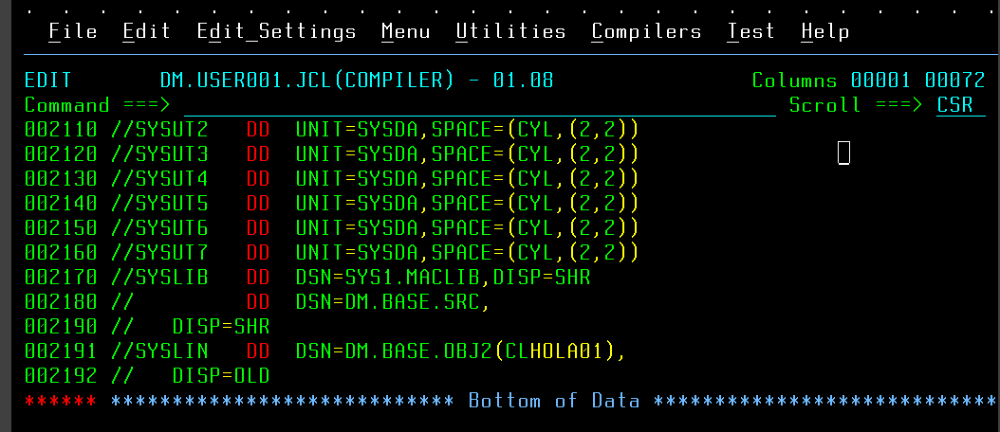 File  Edit  Edit_Settings  Menu  Utilities  Compilers  Test  Help
EDIT       DM.USER001.JCL(COMPILER) - 01.08                Columns 00001 00072
Command ===>                                                  Scroll ===> CSR
002110 //SYSUT2   DD  UNIT=SYSDA,SPACE=(CYL,(2,2))
002120 //SYSUT3   DD  UNIT=SYSDA,SPACE=(CYL,(2,2))
002130 //SYSUT4   DD  UNIT=SYSDA,SPACE=(CYL,(2,2))
002140 //SYSUT5   DD  UNIT=SYSDA,SPACE=(CYL,(2,2))
002150 //SYSUT6   DD  UNIT=SYSDA,SPACE=(CYL,(2,2))
002160 //SYSUT7   DD  UNIT=SYSDA,SPACE=(CYL,(2,2))
002170 //SYSLIB   DD  DSN=SYS1.MACLIB,DISP=SHR
002180 //         DD  DSN=DM.BASE.SRC,
002190 //   DISP=SHR
002191 //SYSLIN   DD  DSN=DM.BASE.OBJ2(CLHOLA01),
002192 //   DISP=OLD
****** **************************** Bottom of Data ****************************